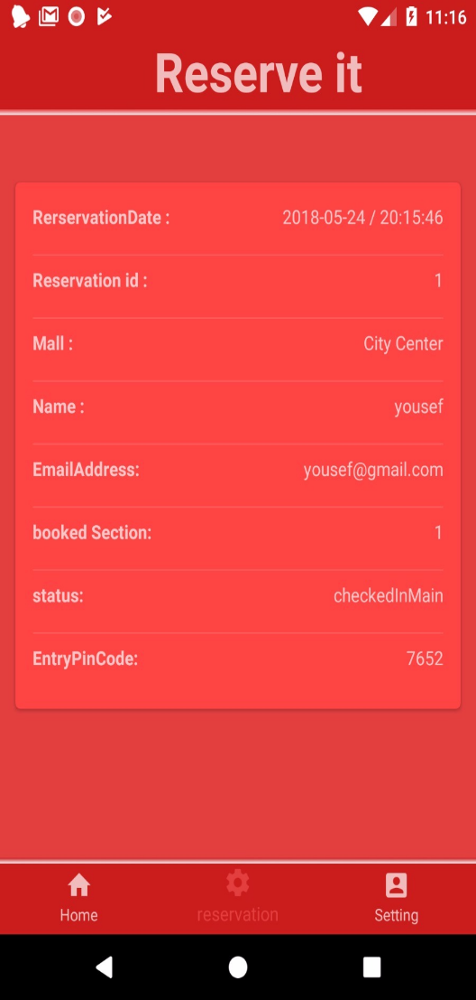 11:16
Reserve it
RerservationDate : 2018-05-24 / 20:15:46
Reservation id : 1
Mall : City Center
Name : yousef
EmailAddress: yousef@gmail.com
booked Section: 1
status: checkedInMain
EntryPinCode: 7652
Home reservation Setting